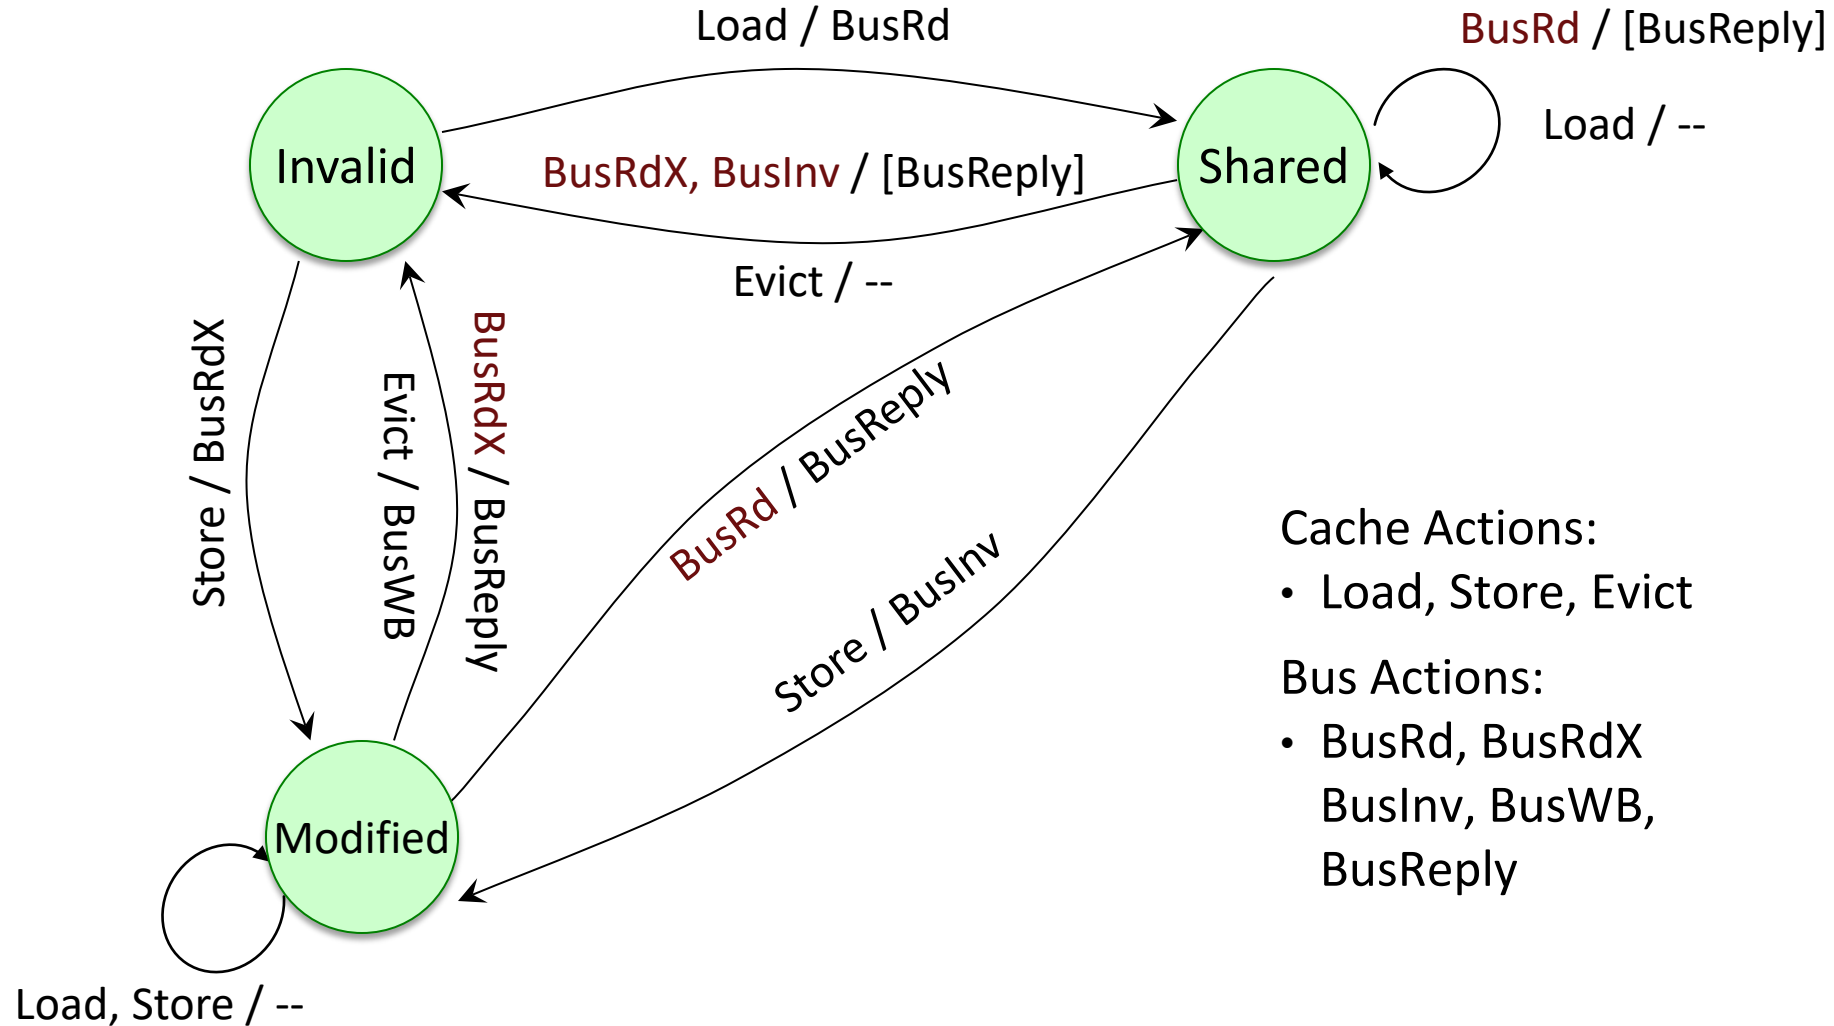 Load / BusRd
BusRd / [BusReply]
Load / --
Invalid
BusRdX, BusInv / [BusReply]
Shared
Evict / --
Store / BusRdX
Evict / BusWB
BusRdX / BusReply
BusRd / BusReply
Store / BusInv
Cache Actions:
• Load, Store, Evict
Bus Actions:
• BusRd, BusRdX
BusInv, BusWB,
BusReply
Modified
Load, Store / --